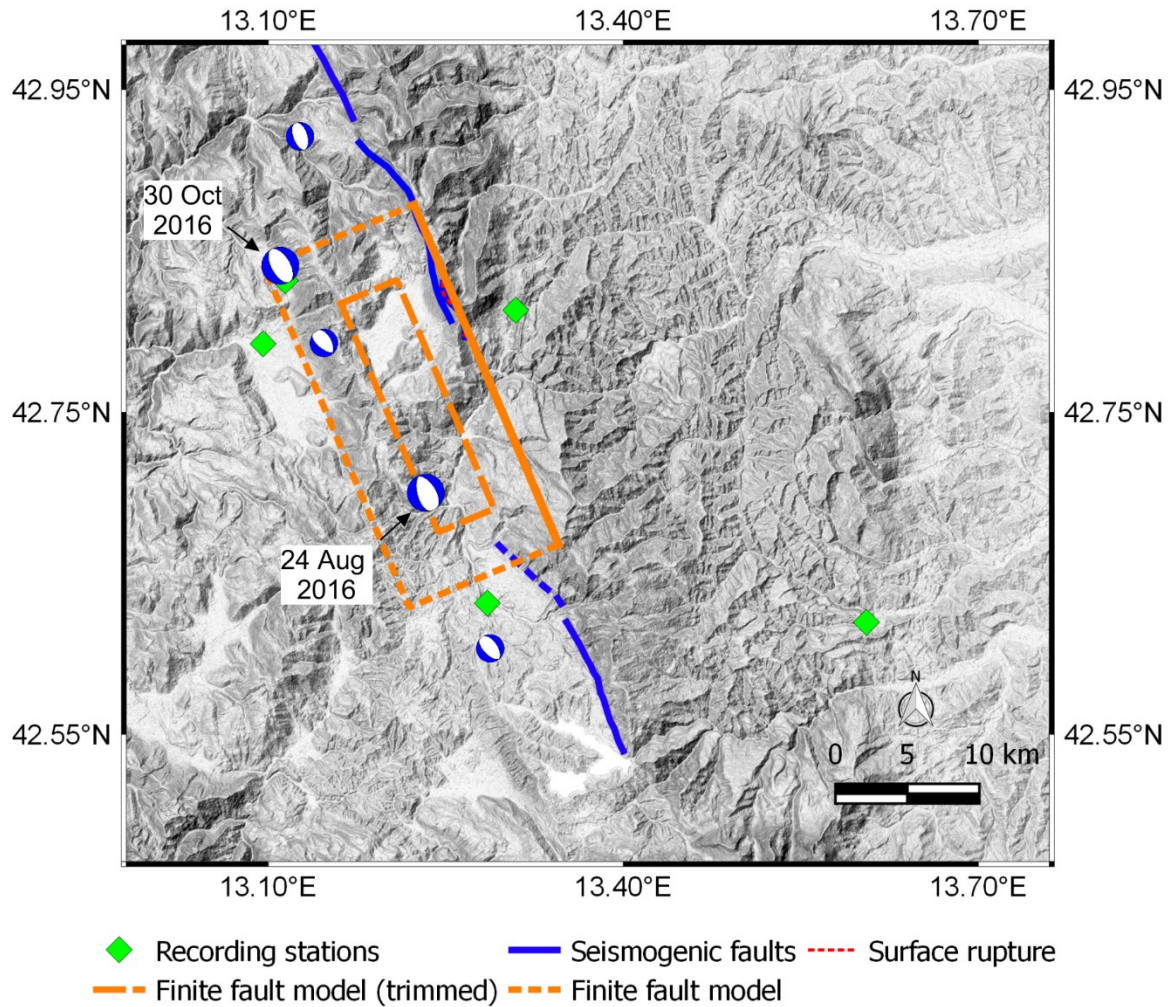 13.10°E 13.40°E 13.70°E
42.95°N 42.95°N
30 Oct
2016
42.75°N 42.75°N
24 Aug
2016
N
42.55°N 42.55°N
0 5 10 km
13.10°E 13.40°E 13.70°E
Recording stations Seismogenic faults Surface rupture
Finite fault model (trimmed) Finite fault model